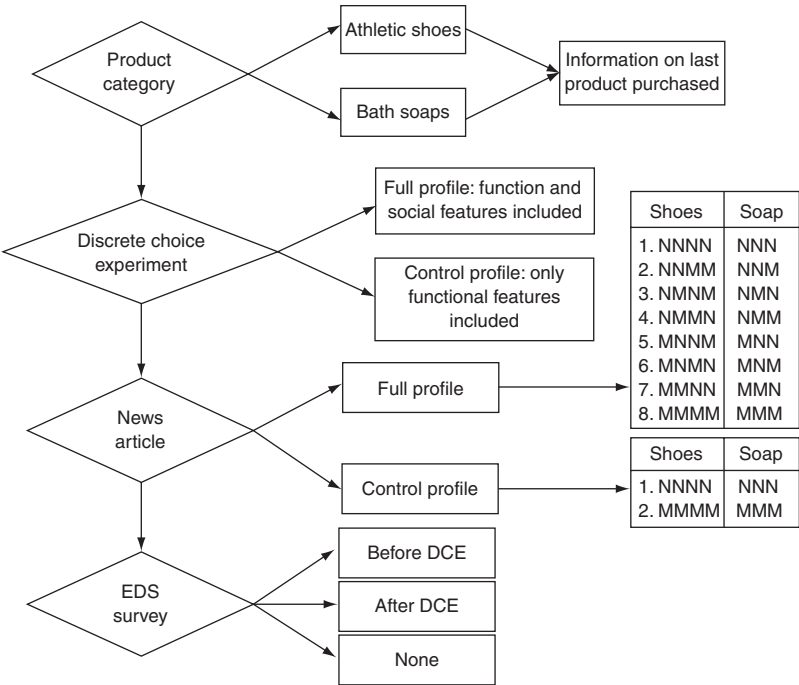 Product
category
Athletic shoes
Bath soaps
Information on last
product purchased
Discrete choice
experiment
Full profile: function and
social features included
Control profile: only
functional features
included
News
article
Full profile
Control profile
Shoes Soap
1. NNNN NNN
2. NNMM NNM
3. NMNM NMN
4. NMMN NMM
5. MNNM MNN
6. MNMN MNM
7. MMNN MMN
8. MMMM MMM
Shoes Soap
1. NNNN NNN
2. MMMM MMM
EDS
survey
Before DCE
After DCE
None